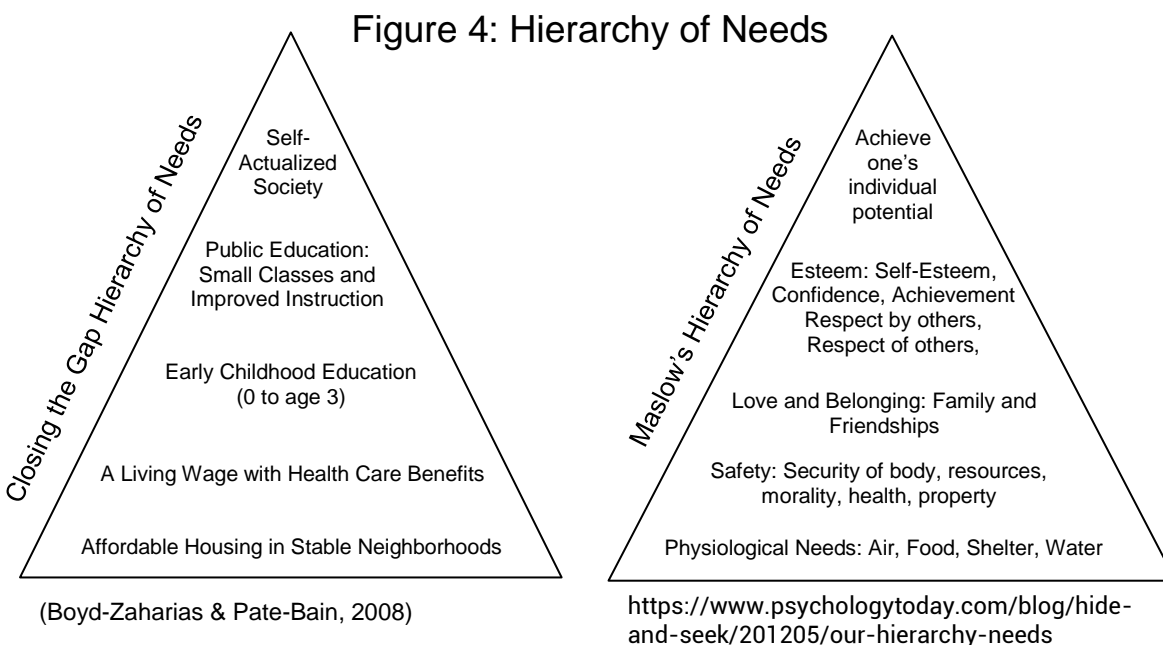 Figure 4: Hierarchy of Needs
Closing the Gap Hierarchy of Needs
Self-
Actualized
Society
Public Education:
Small Classes and
Improved Instruction
Early Childhood Education
(0 to age 3)
A Living Wage with Health Care Benefits
Affordable Housing in Stable Neighborhoods
(Boyd-Zaharias & Pate-Bain, 2008)
Maslow's Hierarchy of Needs
Achieve
one's
individual
potential
Esteem: Self-Esteem,
Confidence, Achievement
Respect by others,
Respect of others,
Love and Belonging: Family and
Friendships
Safety: Security of body, resources,
morality, health, property
Physiological Needs: Air, Food, Shelter, Water
https://www.psychologytoday.com/blog/hide-
and-seek/201205/our-hierarchy-needs